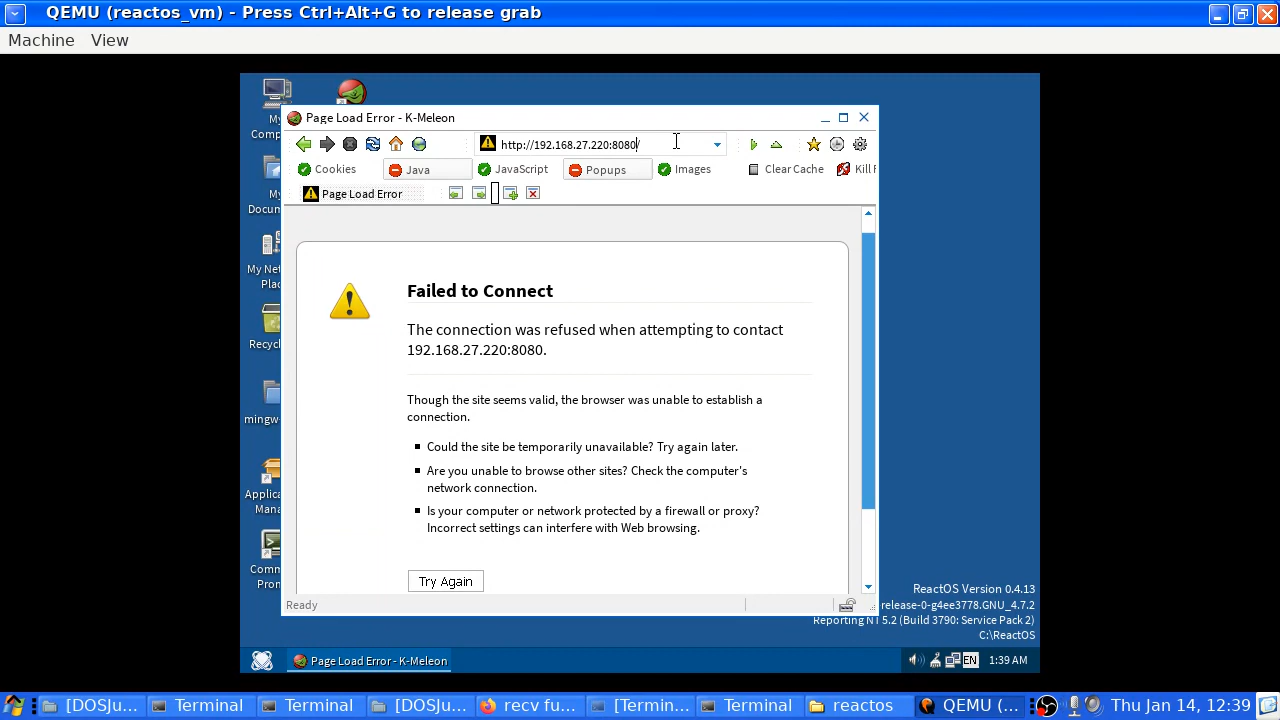 QEMU (reactos_vm) - Press Ctrl+Alt+G to release grab
Machine View
My
Comp
Page Load Error - K-Meleon
http://192.168.27.220:8080/
Cookies Java JavaScript Popups Images Clear Cache Kill F
Page Load Error
My
Docum
My Net
Plac
Recyc
mingw-
Applica
Mana
Comm
Pron
Failed to Connect
The connection was refused when attempting to contact
192.168.27.220:8080.
Though the site seems valid, the browser was unable to establish a
connection.
Could the site be temporarily unavailable? Try again later.
Are you unable to browse other sites? Check the computer's
network connection.
Is your computer or network protected by a firewall or proxy?
Incorrect settings can interfere with Web browsing.
Try Again
Ready
ReactOS Version 0.4.13
release-0-g4ee3778.GNU_4.7.2
Reporting NT 5.2 (Build 3790: Service Pack 2)
C:\ReactOS
Page Load Error - K-Meleon EN 1:39 AM
[DOSJu... Terminal Terminal [DOSJu... recv fu... [Termin... Terminal reactos QEMU (... Thu Jan 14, 12:39